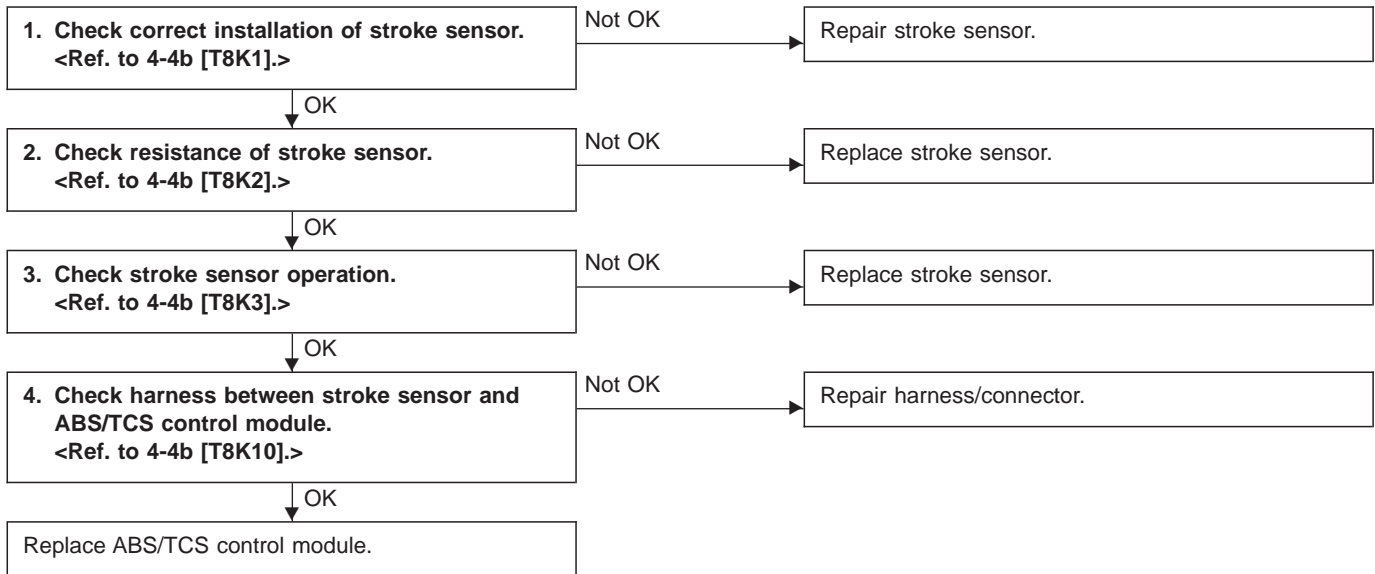 1. Check correct installation of stroke sensor.
<Ref. to 4-4b [T8K1].>
Not OK
Repair stroke sensor.
OK
2. Check resistance of stroke sensor.
<Ref. to 4-4b [T8K2].>
Not OK
Replace stroke sensor.
OK
3. Check stroke sensor operation.
<Ref. to 4-4b [T8K3].>
Not OK
Replace stroke sensor.
OK
4. Check harness between stroke sensor and
ABS/TCS control module.
<Ref. to 4-4b [T8K10].>
Not OK
Repair harness/connector.
OK
Replace ABS/TCS control module.